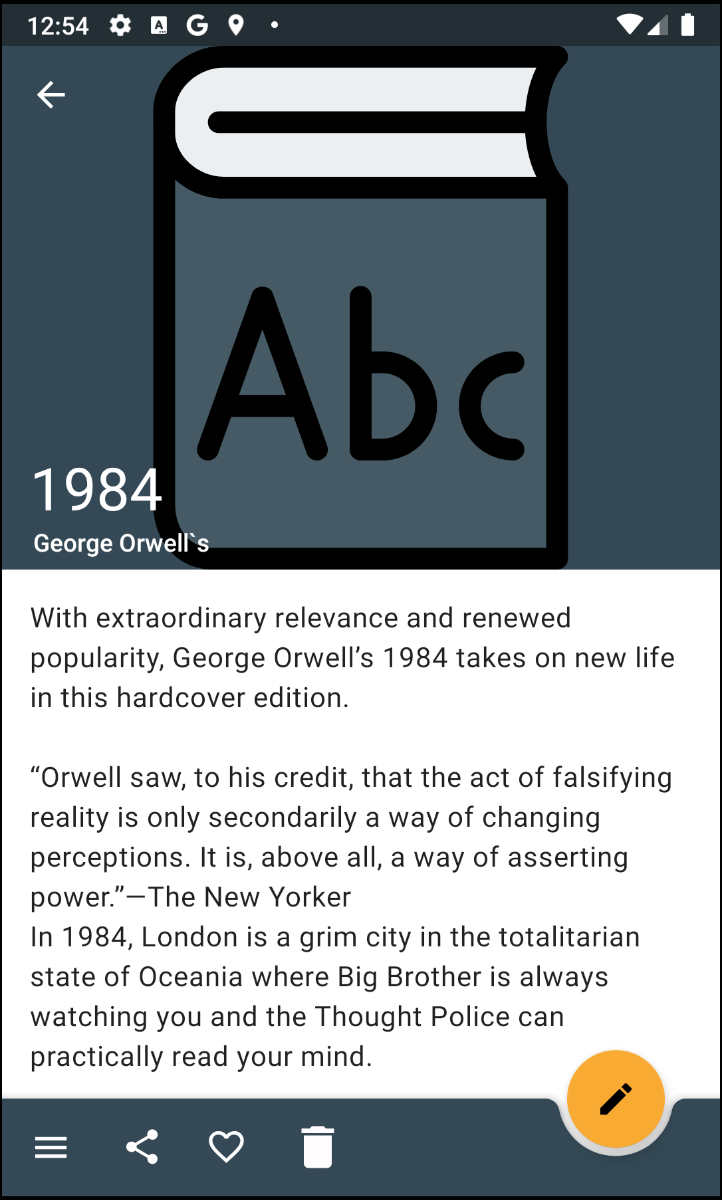 12:54
Abc
1984
George Orwell`s
With extraordinary relevance and renewed
popularity, George Orwell’s 1984 takes on new life
in this hardcover edition.
“Orwell saw, to his credit, that the act of falsifying
reality is only secondarily a way of changing
perceptions. It is, above all, a way of asserting
power.”—The New Yorker
In 1984, London is a grim city in the totalitarian
state of Oceania where Big Brother is always
watching you and the Thought Police can
practically read your mind.